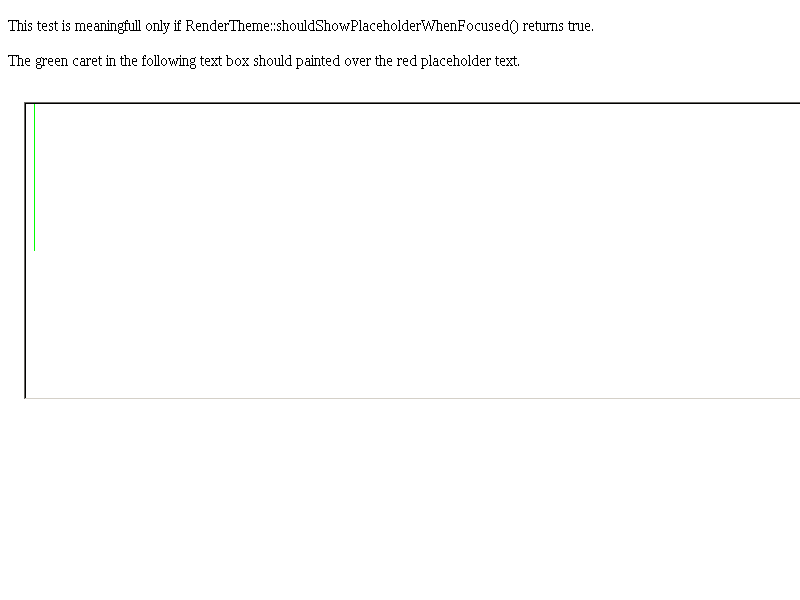 This test is meaningfull only if RenderTheme::shouldShowPlaceholderWhenFocused() returns true.
The green caret in the following text box should painted over the red placeholder text.